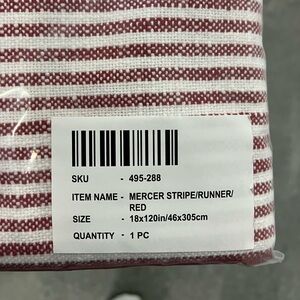 SKU - 495-288
ITEM NAME - MERCER STRIPE/RUNNER/
RED
SIZE - 18x120in/46x305cm
QUANTITY - 1 PC